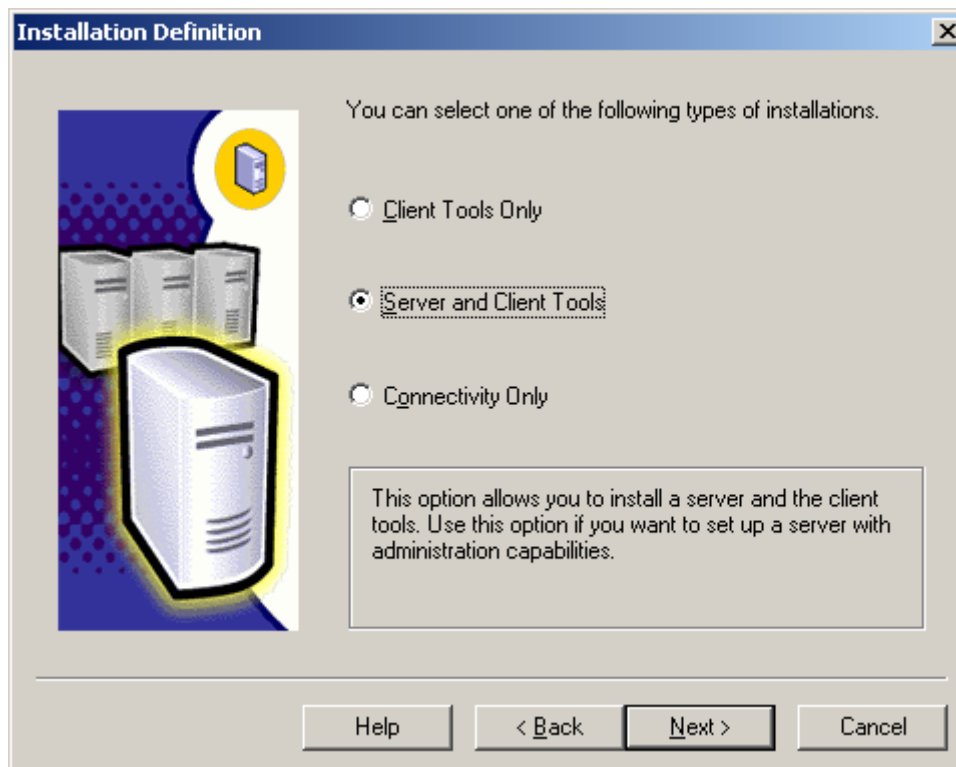 Installation Definition
You can select one of the following types of installations.
Client Tools Only
Server and Client Tools
Connectivity Only
This option allows you to install a server and the client
tools. Use this option if you want to set up a server with
administration capabilities.
Help
< Back
Next >
Cancel